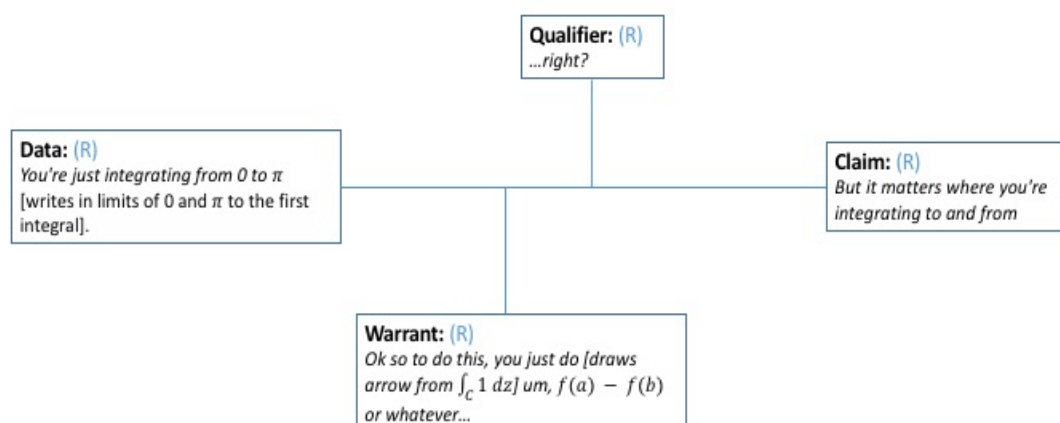 Qualifier: (R)
...right?
Data: (R)
You're just integrating from 0 to π
[writes in limits of 0 and π to the first
integral].
Claim: (R)
But it matters where you're
integrating to and from
Warrant: (R)
Ok so to do this, you just do [draws
arrow from ∫_C 1 dz] um, f(a) − f(b)
or whatever...